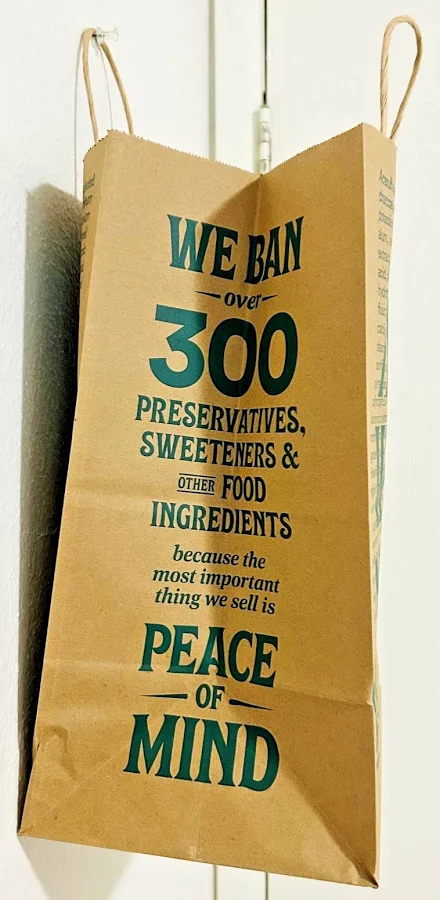 WE BAN
over
300
PRESERVATIVES,
SWEETENERS &
OTHER FOOD
INGREDIENTS
because the
most important
thing we sell is
PEACE
OF
MIND